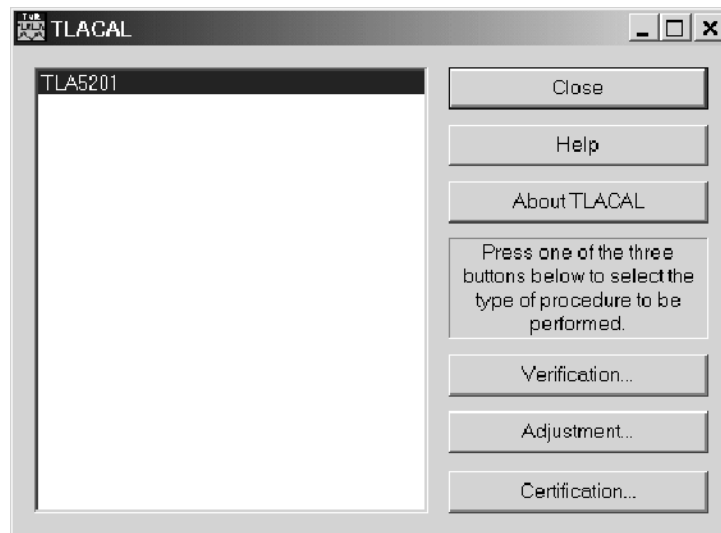 TLACAL
TLA5201
Close
Help
About TLACAL
Press one of the three
buttons below to select the
type of procedure to be
performed.
Verification...
Adjustment...
Certification...